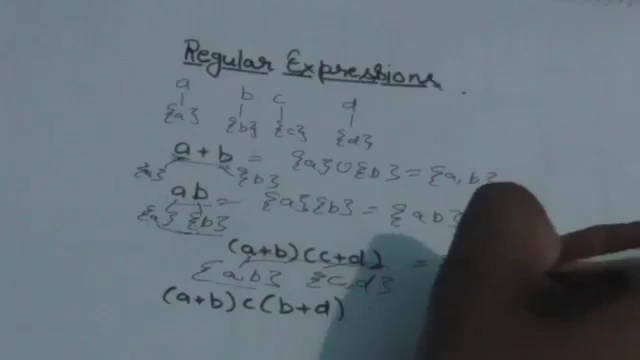 Regular Expressions.
a b c d
{a} {b} {c} {d}
a + b = {a} ∪ {b} = {a, b}
{a} {b}
ab = {a}{b} = {ab}
{a} {b}
(a+b)(c+d) =
{a,b} {c,d}
(a+b)c(b+d)